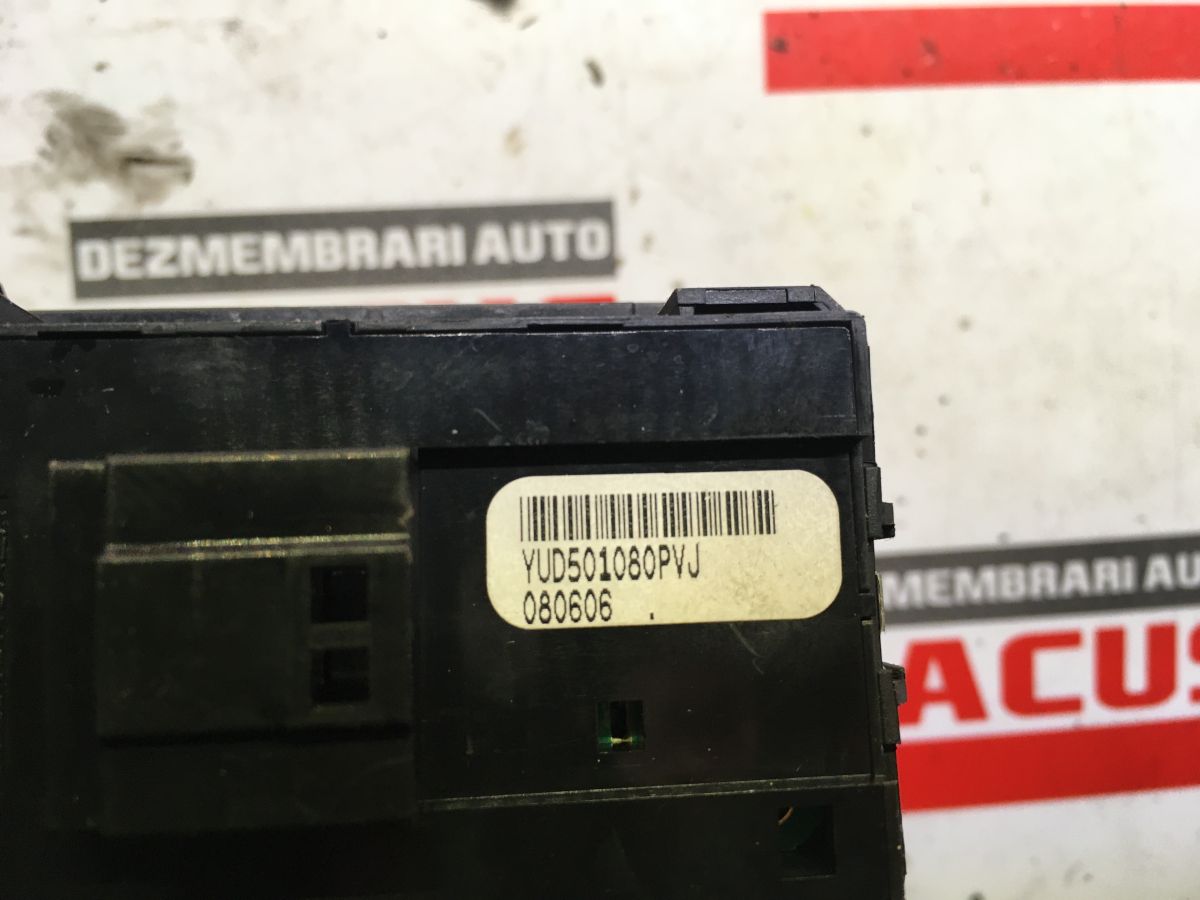 DEZMEMBRARI AUTO
YUD501080PVJ
080606 .
MEMBRARI AU
ACUS